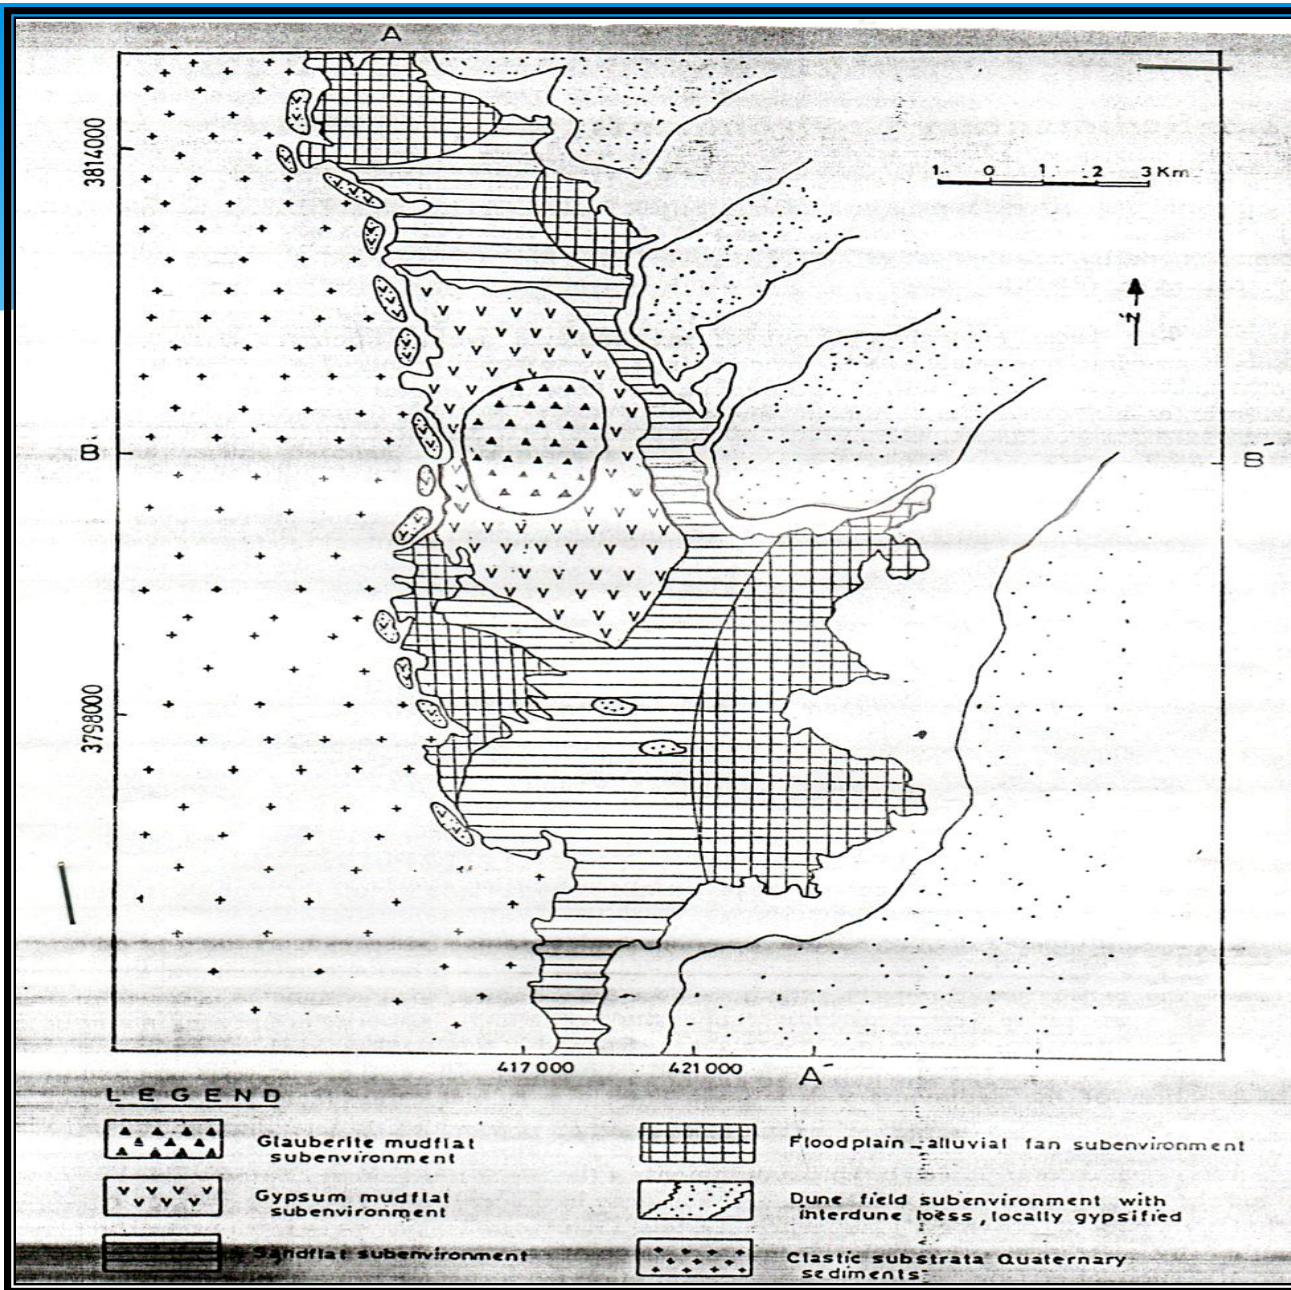 A
3814000
1 0 1 2 3 Km
N
B
B
3798000
417 000
421 000
A
LEGEND
Glauberite mudflat
subenvironment
Gypsum mudflat
subenvironment
Sandflat subenvironment
Floodplain - alluvial fan subenvironment
Dune field subenvironment with
interdune loess, locally gypsified
Clastic substrata Quaternary
sediments